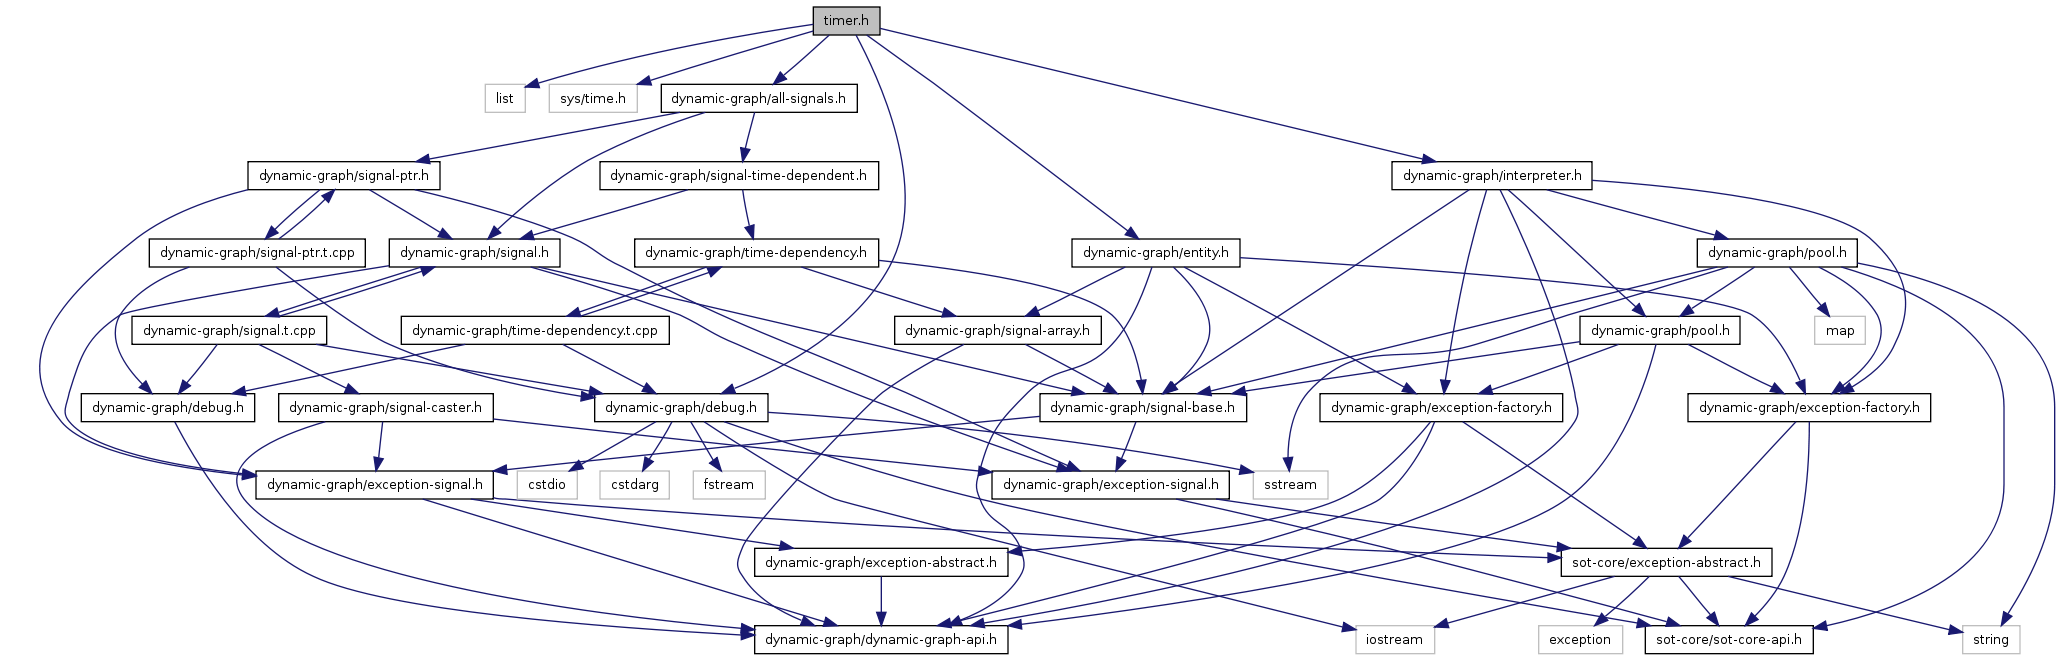 timer.h
list
sys/time.h
dynamic-graph/all-signals.h
dynamic-graph/signal-ptr.h
dynamic-graph/signal-time-dependent.h
dynamic-graph/interpreter.h
dynamic-graph/signal-ptr.t.cpp
dynamic-graph/signal.h
dynamic-graph/time-dependency.h
dynamic-graph/entity.h
dynamic-graph/pool.h
dynamic-graph/signal.t.cpp
dynamic-graph/time-dependency.t.cpp
dynamic-graph/signal-array.h
dynamic-graph/pool.h
map
dynamic-graph/debug.h
dynamic-graph/signal-caster.h
dynamic-graph/debug.h
dynamic-graph/signal-base.h
dynamic-graph/exception-factory.h
dynamic-graph/exception-factory.h
dynamic-graph/exception-signal.h
cstdio
cstdarg
fstream
dynamic-graph/exception-signal.h
sstream
dynamic-graph/exception-abstract.h
sot-core/exception-abstract.h
dynamic-graph/dynamic-graph-api.h
iostream
exception
sot-core/sot-core-api.h
string